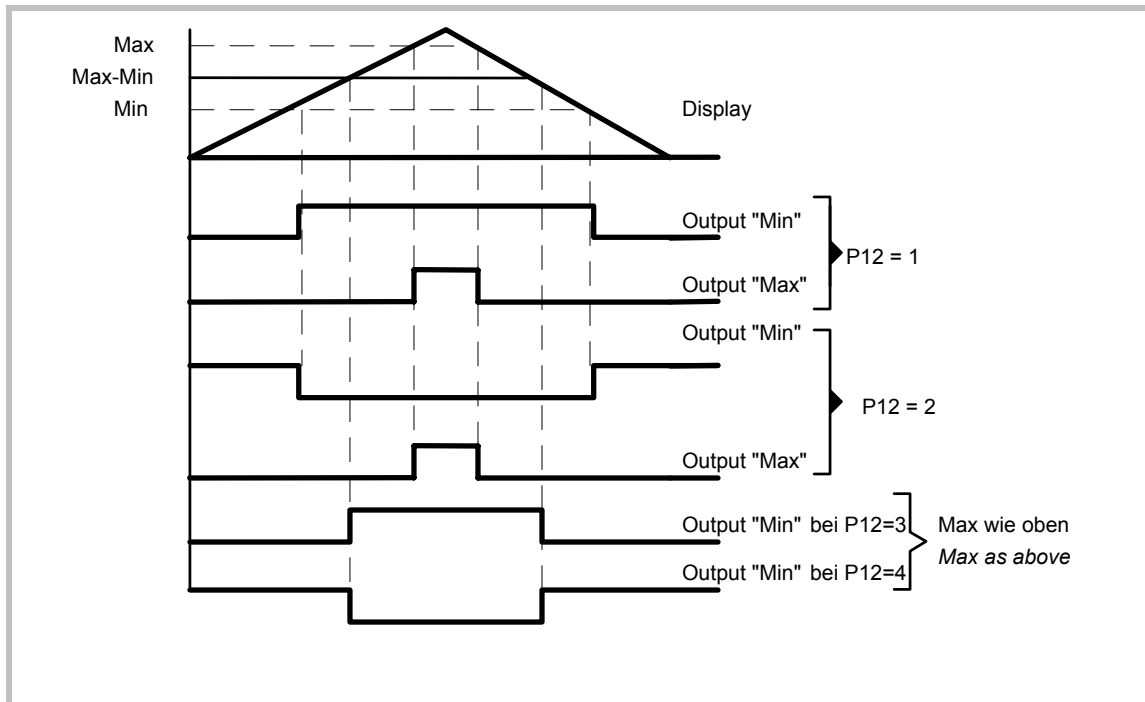 Max
Max-Min
Min
Display
Output "Min"
P12 = 1
Output "Max"
Output "Min"
P12 = 2
Output "Max"
Output "Min" bei P12=3
Max wie oben
Max as above
Output "Min" bei P12=4